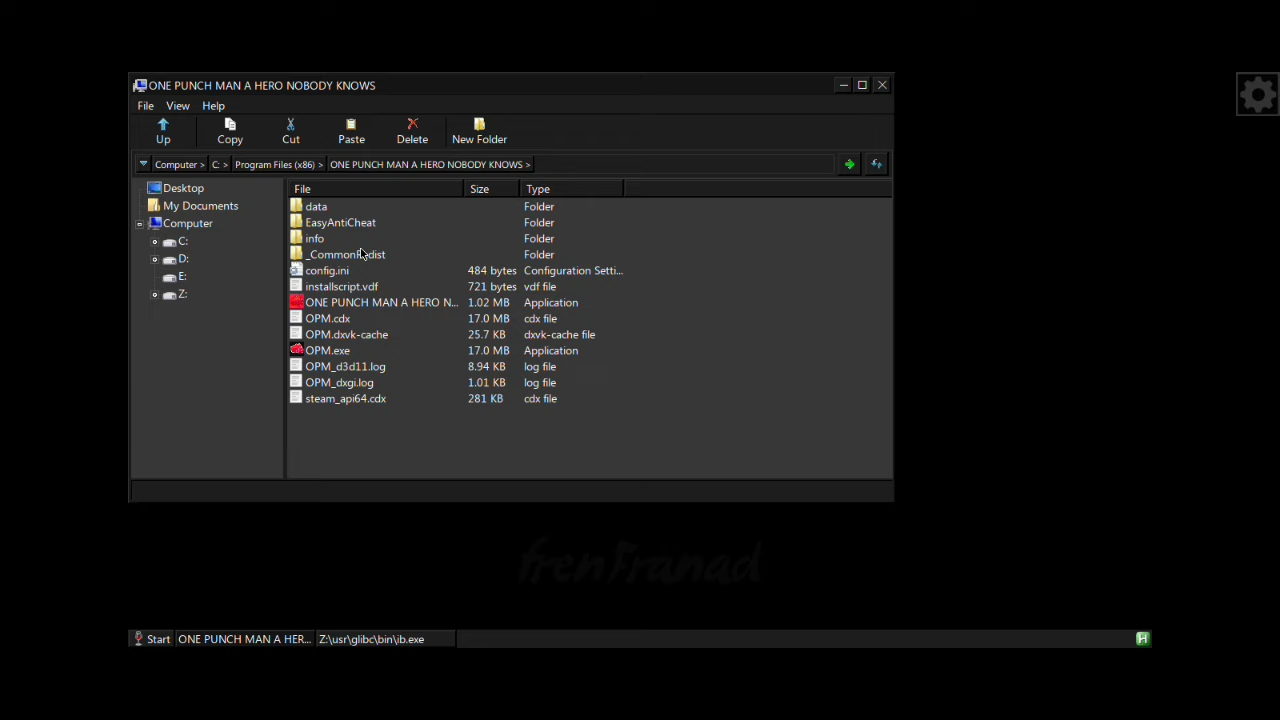 ONE PUNCH MAN A HERO NOBODY KNOWS
File View Help
Up Copy Cut Paste Delete New Folder
Computer > C: > Program Files (x86) > ONE PUNCH MAN A HERO NOBODY KNOWS >
Desktop
My Documents
Computer
C:
D:
E:
Z:
File Size Type
data Folder
EasyAntiCheat Folder
info Folder
_CommonRedist Folder
config.ini 484 bytes Configuration Setti...
installscript.vdf 721 bytes vdf file
ONE PUNCH MAN A HERO N... 1.02 MB Application
OPM.cdx 17.0 MB cdx file
OPM.dxvk-cache 25.7 KB dxvk-cache file
OPM.exe 17.0 MB Application
OPM_d3d11.log 8.94 KB log file
OPM_dxgi.log 1.01 KB log file
steam_api64.cdx 281 KB cdx file
frenFranad
Start ONE PUNCH MAN A HER... Z:\usr\glibc\bin\ib.exe H